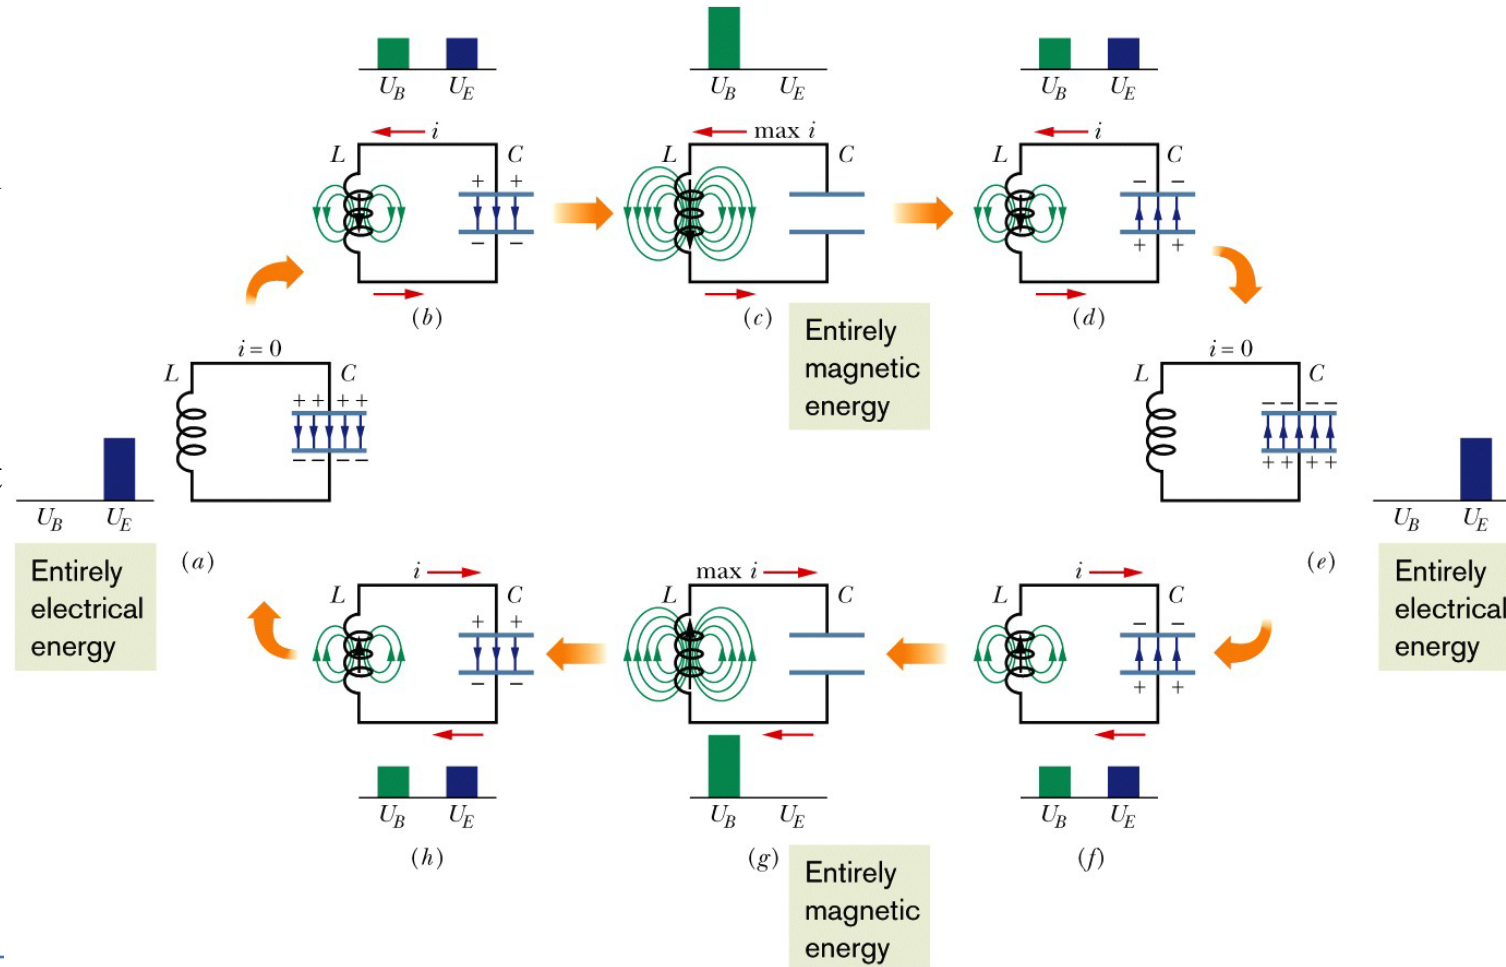 U_B U_E
U_B U_E
U_B U_E
i
max i
i
L C
L C
L C
+ +
− −
− −
+ +
(b)
(c)
(d)
Entirely
magnetic
energy
i = 0
L C
+ + + +
− − − −
U_B U_E
(a)
Entirely
electrical
energy
i = 0
L C
− − − − −
+ + + +
U_B U_E
(e)
Entirely
electrical
energy
i
max i
i
L C
L C
L C
+ +
− −
− −
+ +
U_B U_E
U_B U_E
U_B U_E
(h)
(g)
(f)
Entirely
magnetic
energy